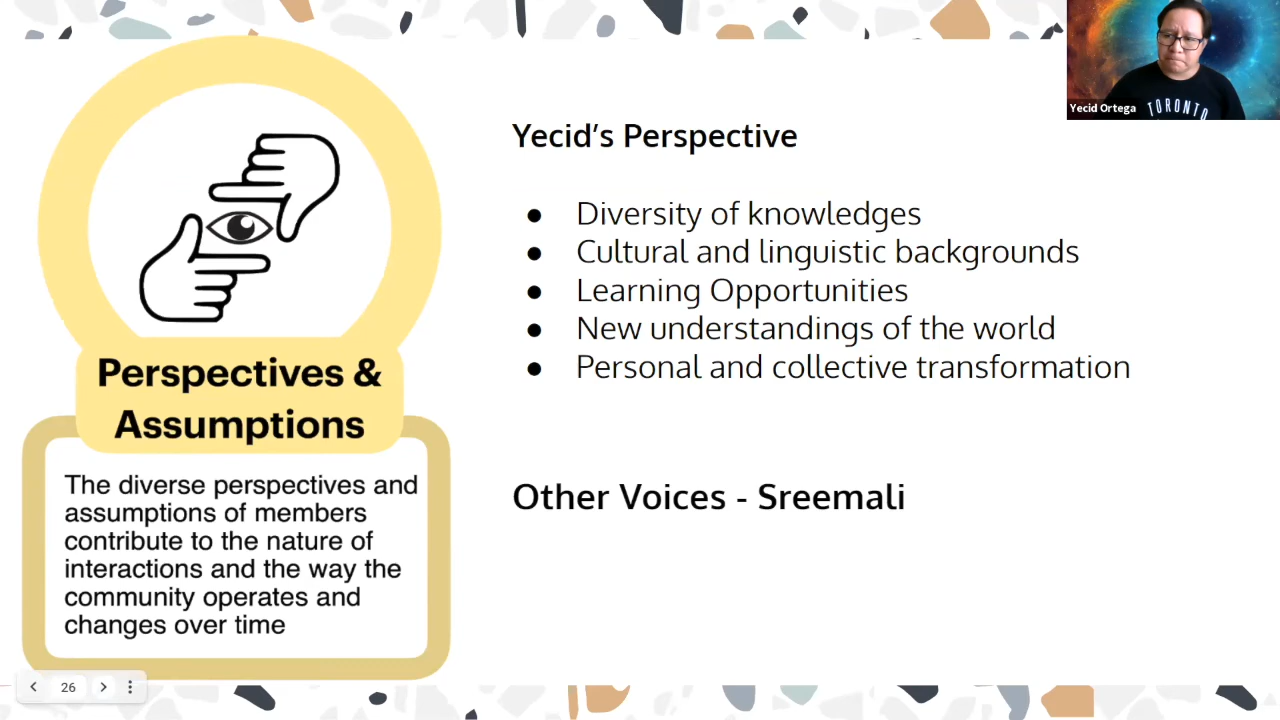 Yecid Ortega
TORONTO
Yecid’s Perspective
● Diversity of knowledges
● Cultural and linguistic backgrounds
● Learning Opportunities
● New understandings of the world
● Personal and collective transformation
Other Voices - Sreemali
Perspectives &
Assumptions
The diverse perspectives and
assumptions of members
contribute to the nature of
interactions and the way the
community operates and
changes over time
26